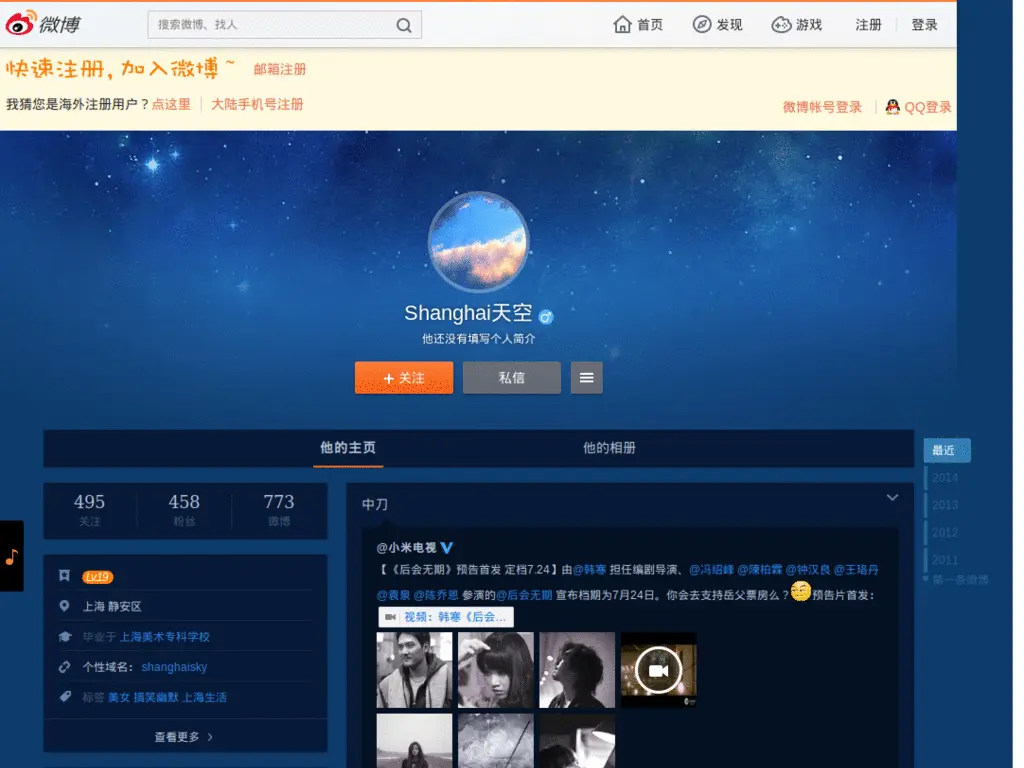 微博
搜索微博、找人
首页 发现 游戏 注册 登录
快速注册，加入微博~ 邮箱注册
我猜您是海外注册用户？点这里 大陆手机号注册
微博帐号登录 QQ登录
Shanghai天空
他还没有填写个人简介
+ 关注 私信
他的主页 他的相册
最近
2014
2013
2012
2011
第一条微博
495 458 773
关注 粉丝 微博
Lv.19
上海 静安区
毕业于 上海美术专科学校
个性域名： shanghaisky
标签 美女 搞笑幽默 上海生活
查看更多 >
中刀
@小米电视
【《后会无期》预告首发 定档7.24】由@韩寒 担任编剧导演、@冯绍峰 @陳柏霖 @钟汉良 @王珞丹
@袁泉 @陈乔恩 参演的@后会无期 宣布档期为7月24日。你会去支持岳父票房么？预告片首发：
视频：韩寒《后会...